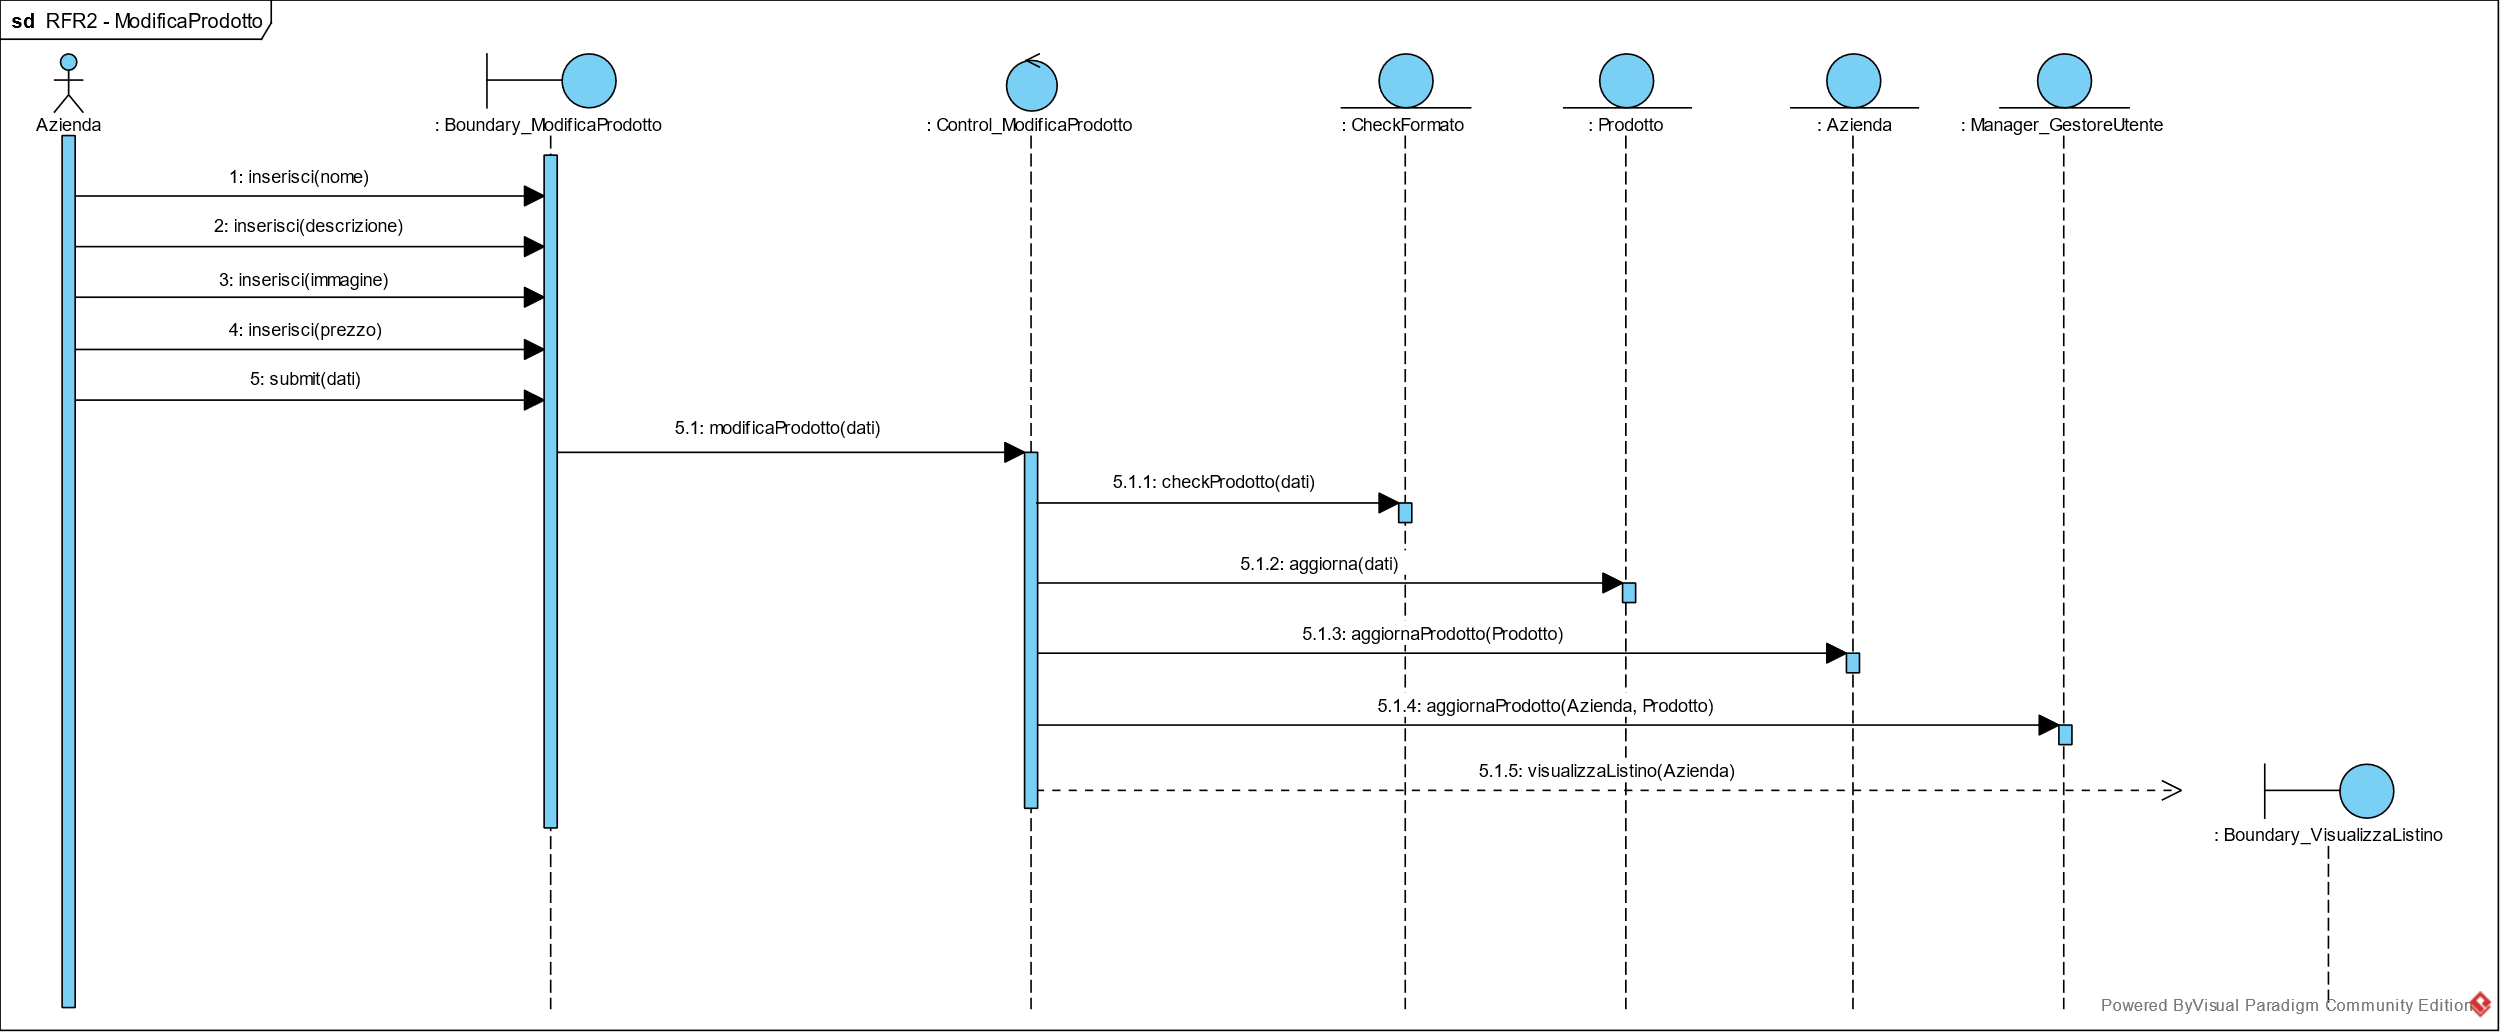 sd RFR2 - ModificaProdotto
Azienda
: Boundary_ModificaProdotto
: Control_ModificaProdotto
: CheckFormato
: Prodotto
: Azienda
: Manager_GestoreUtente
1: inserisci(nome)
2: inserisci(descrizione)
3: inserisci(immagine)
4: inserisci(prezzo)
5: submit(dati)
5.1: modificaProdotto(dati)
5.1.1: checkProdotto(dati)
5.1.2: aggiorna(dati)
5.1.3: aggiornaProdotto(Prodotto)
5.1.4: aggiornaProdotto(Azienda, Prodotto)
5.1.5: visualizzaListino(Azienda)
: Boundary_VisualizzaListino
Powered ByVisual Paradigm Community Edition